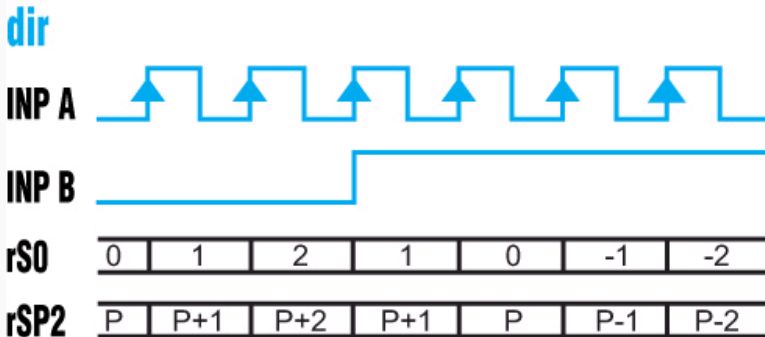 dir
INP A
INP B
rS0 0 1 2 1 0 -1 -2
rSP2 P P+1 P+2 P+1 P P-1 P-2